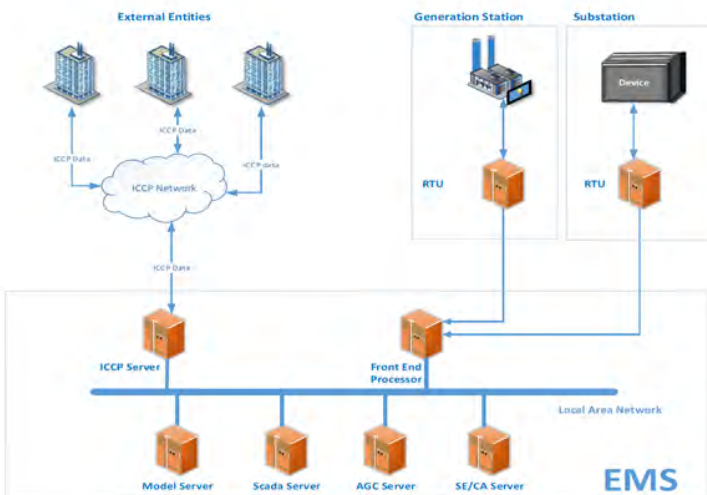 External Entities
Generation Station
Substation
Device
ICCP Data
ICCP Data
ICCP data
ICCP Network
RTU
RTU
ICCP Data
ICCP Server
Front End
Processor
Local Area Network
Model Server
Scada Server
AGC Server
SE/CA Server
EMS